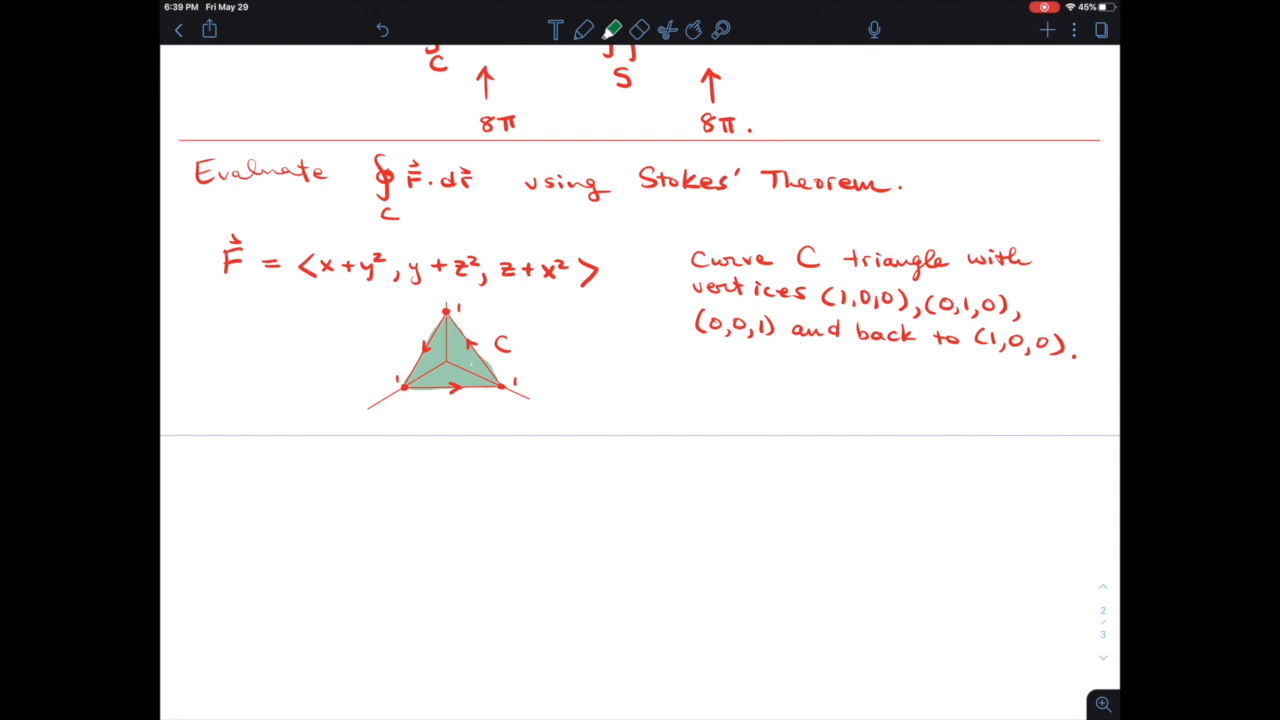 6:39 PM Fri May 29
45%
T
C
S
8π
8π.
Evaluate ∮ F⃗ · dr⃗ using Stokes' Theorem.
C
F⃗ = ⟨x+y², y+z², z+x²⟩
Curve C triangle with
vertices (1,0,0), (0,1,0),
(0,0,1) and back to (1,0,0).
1
C
1
1
2
/
3